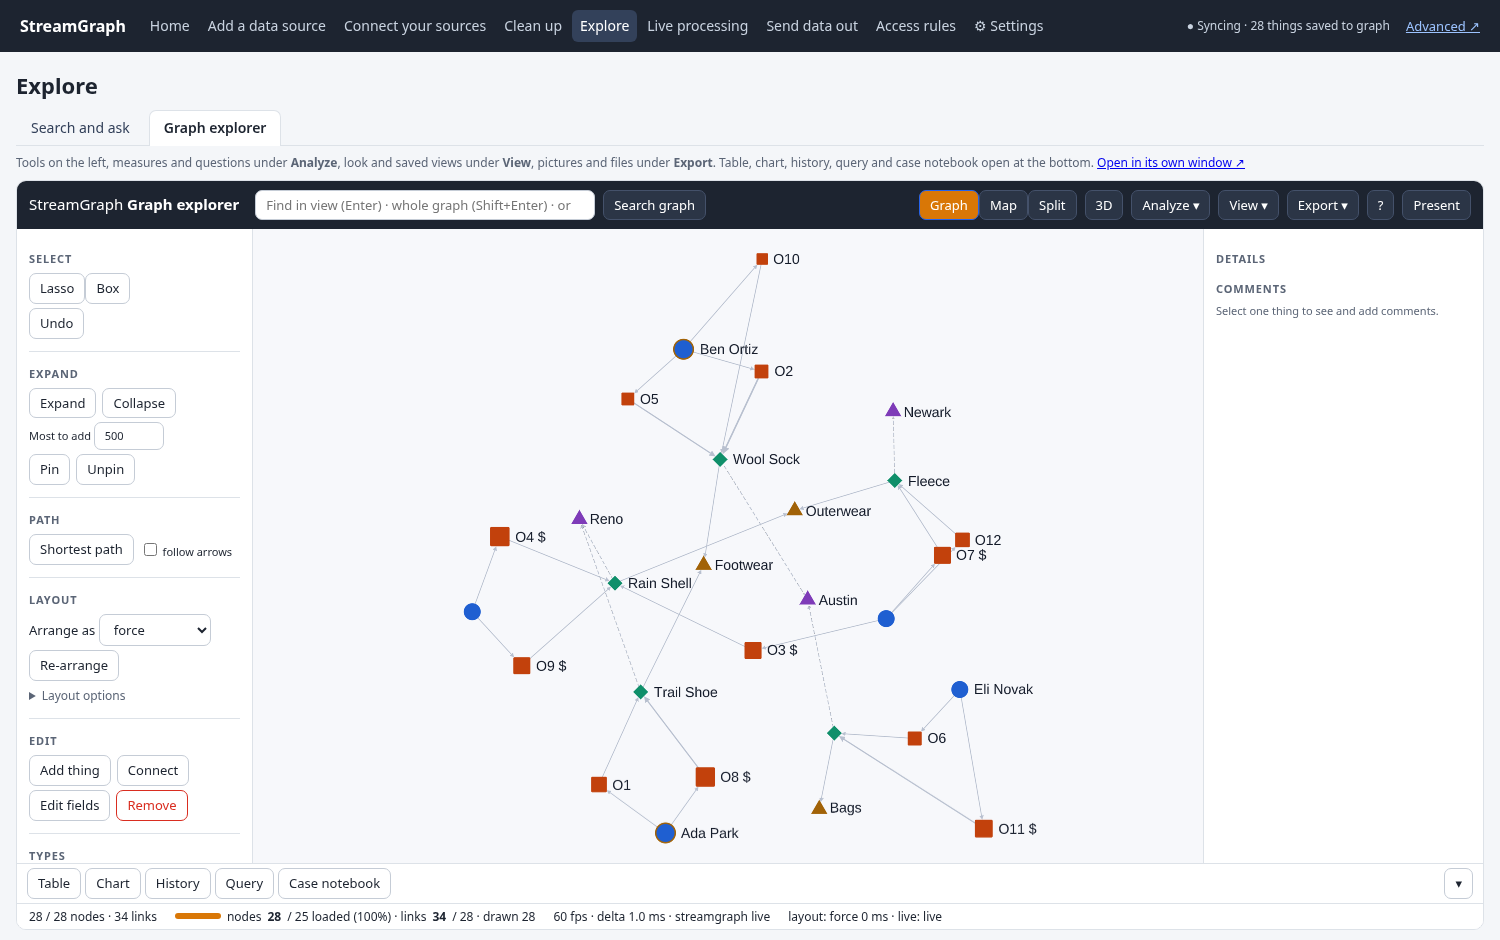 StreamGraph Home Add a data source Connect your sources Clean up Explore Live processing Send data out Access rules ⚙ Settings ● Syncing · 28 things saved to graph Advanced ↗
Explore
Search and ask Graph explorer
Tools on the left, measures and questions under Analyze, look and saved views under View, pictures and files under Export. Table, chart, history, query and case notebook open at the bottom. Open in its own window ↗
StreamGraph Graph explorer Find in view (Enter) · whole graph (Shift+Enter) · or Search graph Graph Map Split 3D Analyze ▾ View ▾ Export ▾ ? Present
SELECT
Lasso Box
Undo
EXPAND
Expand Collapse
Most to add 500
Pin Unpin
PATH
Shortest path follow arrows
LAYOUT
Arrange as force
Re-arrange
▶ Layout options
EDIT
Add thing Connect
Edit fields Remove
TYPES
O10
Ben Ortiz
O2
O5
Newark
Wool Sock
Fleece
Outerwear
Reno
O4 $
O12
O7 $
Footwear
Rain Shell
Austin
O3 $
O9 $
Trail Shoe
Eli Novak
O6
O1
O8 $
Bags
O11 $
Ada Park
DETAILS
COMMENTS
Select one thing to see and add comments.
Table Chart History Query Case notebook ▾
28 / 28 nodes · 34 links nodes 28 / 25 loaded (100%) · links 34 / 28 · drawn 28 60 fps · delta 1.0 ms · streamgraph live layout: force 0 ms · live: live